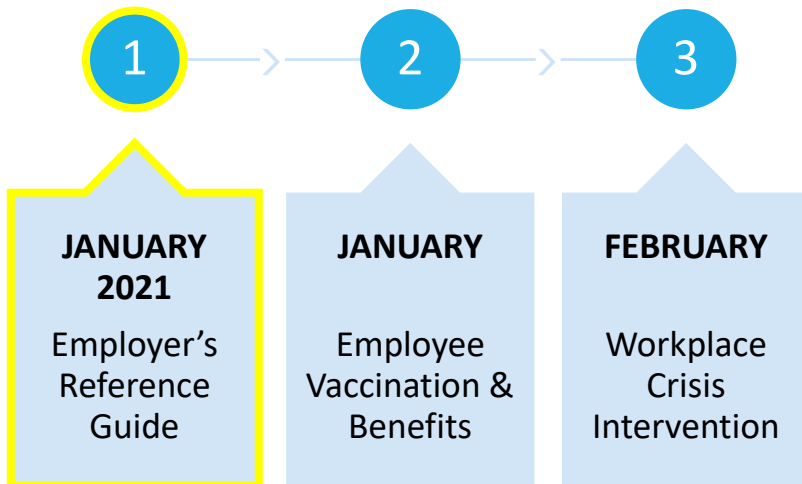 1
2
3
JANUARY
2021
Employer’s
Reference
Guide
JANUARY
Employee
Vaccination &
Benefits
FEBRUARY
Workplace
Crisis
Intervention